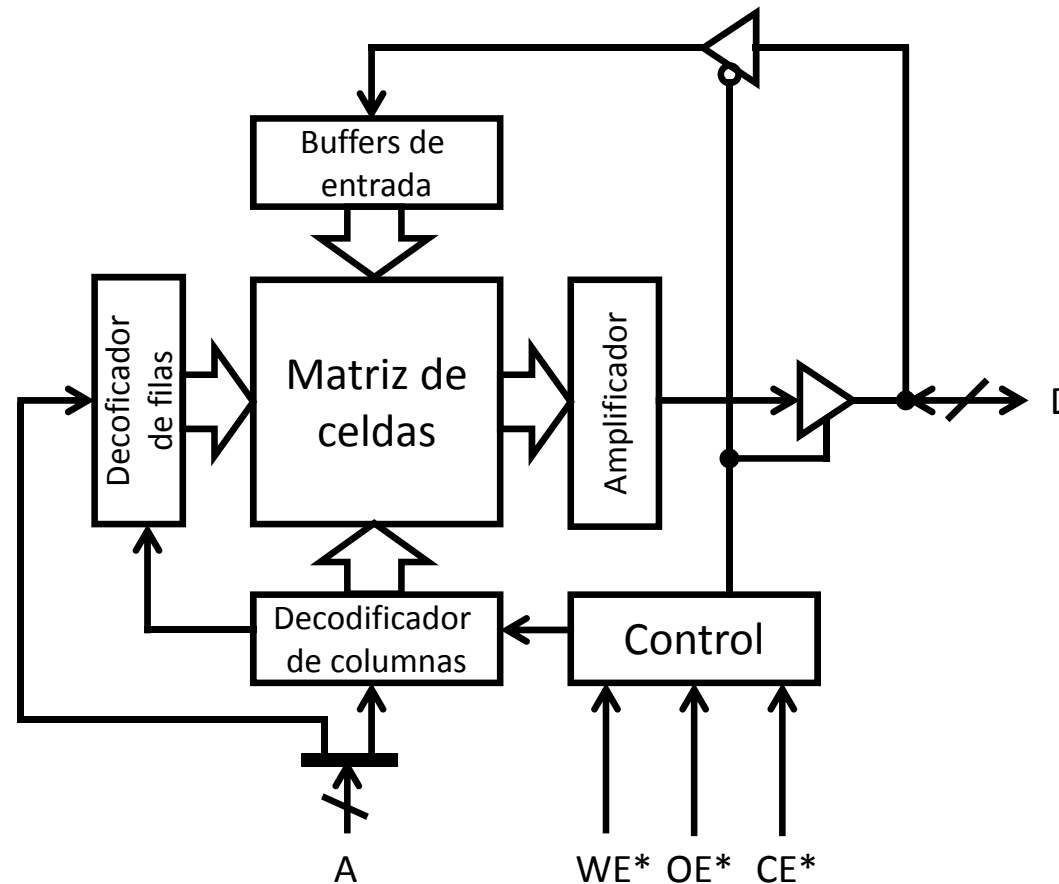 Buffers de
entrada
Decoficador
de filas
Matriz de
celdas
Amplificador
D
Decodificador
de columnas
Control
A
WE* OE* CE*